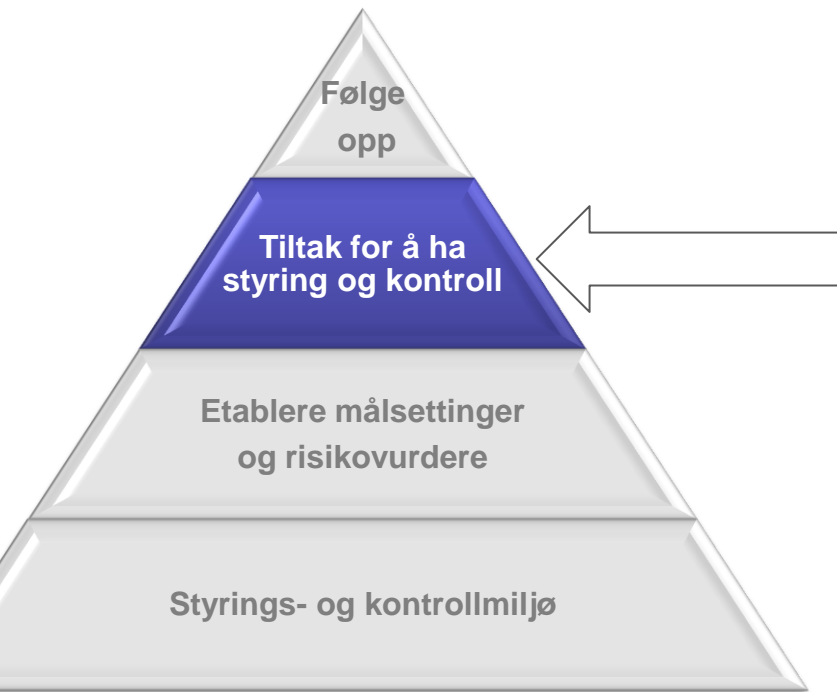 Følge
opp
Tiltak for å ha
styring og kontroll
Etablere målsettinger
og risikovurdere
Styrings- og kontrollmiljø